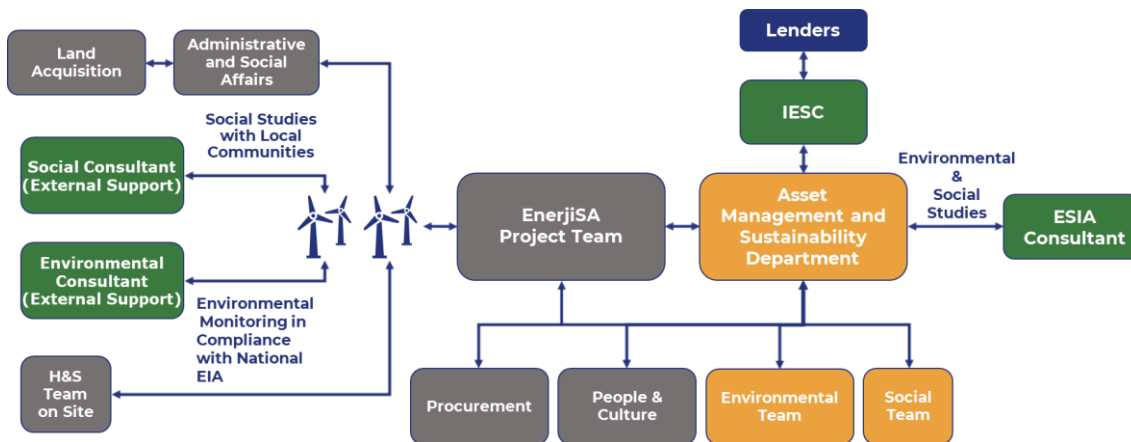 Lenders
Land
Acquisition
Administrative
and Social
Affairs
IESC
Social Studies
with Local
Communities
Social Consultant
(External Support)
Environmental
&
Social
Studies
EnerjiSA
Project Team
Asset
Management and
Sustainability
Department
ESIA
Consultant
Environmental
Consultant
(External Support)
Environmental
Monitoring in
Compliance
with National
EIA
H&S
Team
on Site
Procurement
People &
Culture
Environmental
Team
Social
Team